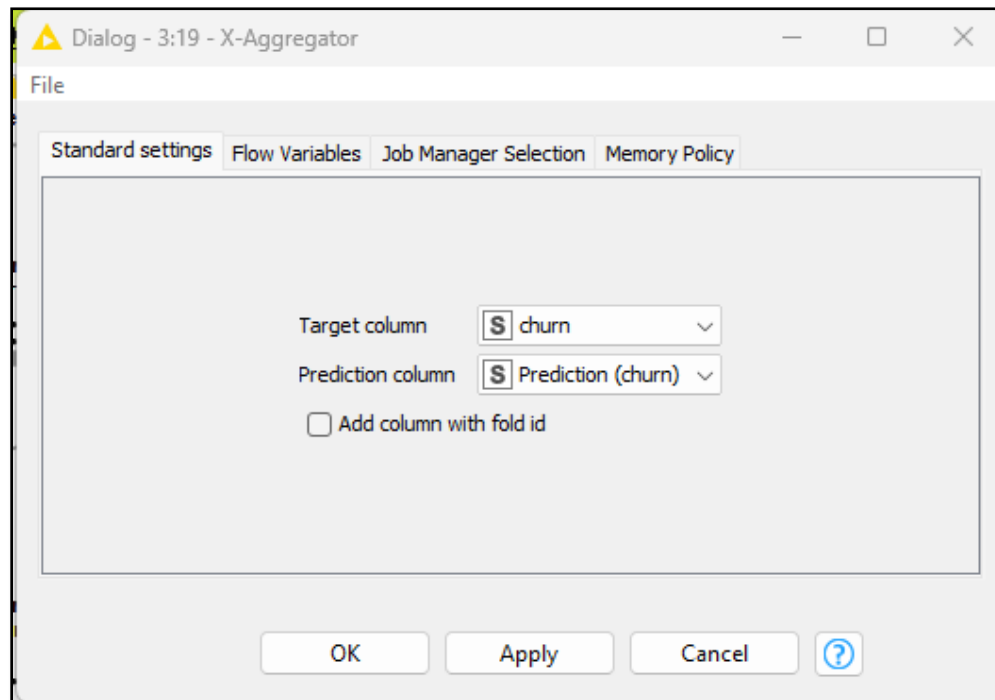 Dialog - 3:19 - X-Aggregator
File
Standard settings Flow Variables Job Manager Selection Memory Policy
Target column S churn
Prediction column S Prediction (churn)
Add column with fold id
OK Apply Cancel ?